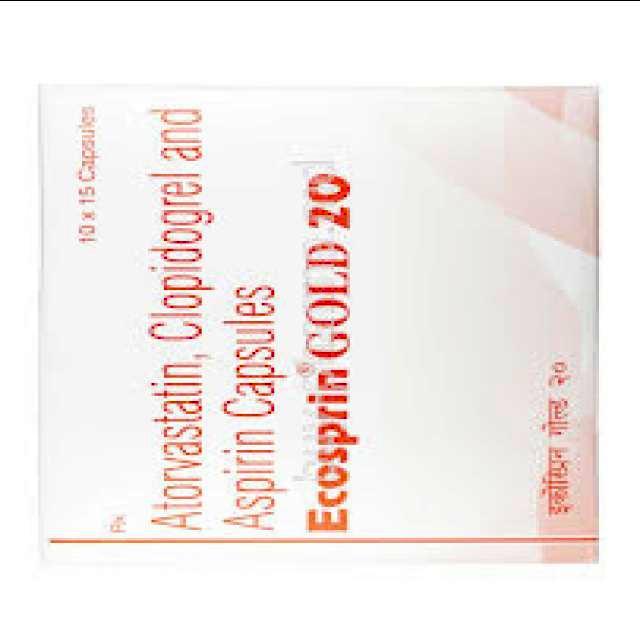 10 x 15 Capsules
Rx
Atorvastatin, Clopidogrel and
Aspirin Capsules
Ecosprin® GOLD 20
इकोस्प्रिन गोल्ड २०